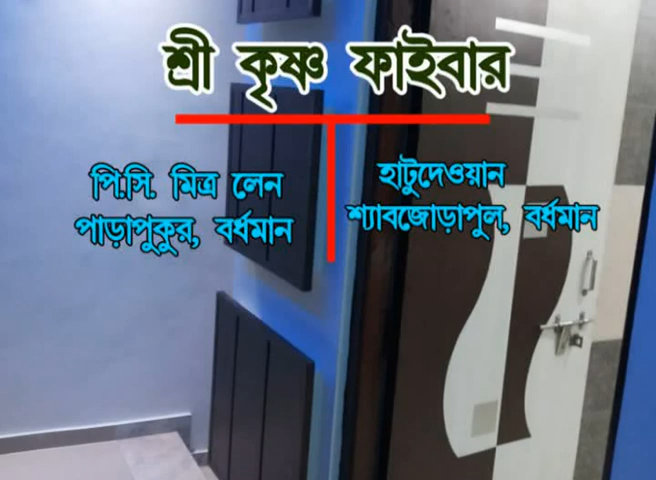 শ্রী কৃষ্ণ ফাইবার
পি.সি. মিত্র লেন
পাড়াপুকুর, বর্ধমান
হাটুদেওয়ান
শ্যাবজোড়াপুল, বর্ধমান